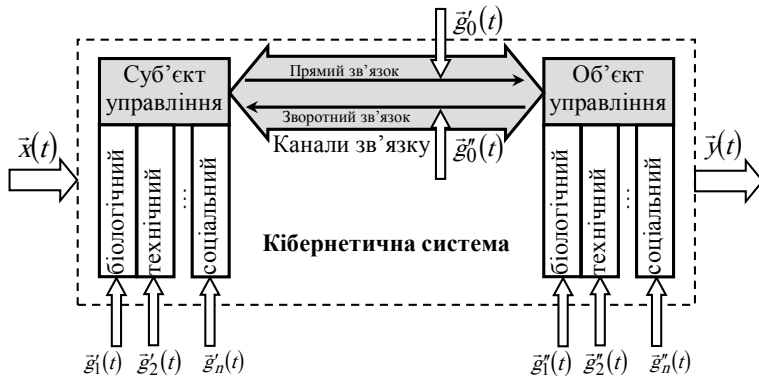 g⃗′₀(t)
Суб’єкт
управління
Прямий зв’язок
Зворотний зв’язок
Канали зв’язку
g⃗″₀(t)
Об’єкт
управління
x⃗(t)
y⃗(t)
біологічний
технічний
...
соціальний
Кібернетична система
біологічний
технічний
...
соціальний
g⃗′₁(t) g⃗′₂(t) g⃗′ₙ(t)
g⃗″₁(t) g⃗″₂(t) g⃗″ₙ(t)